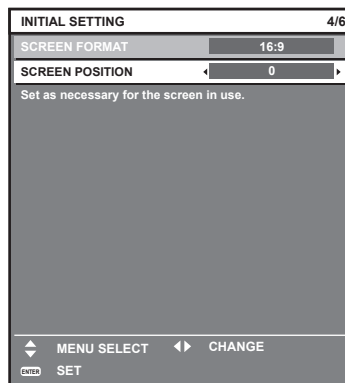 INITIAL SETTING 4/6
SCREEN FORMAT 16:9
SCREEN POSITION 0
Set as necessary for the screen in use.
MENU SELECT CHANGE
ENTER SET